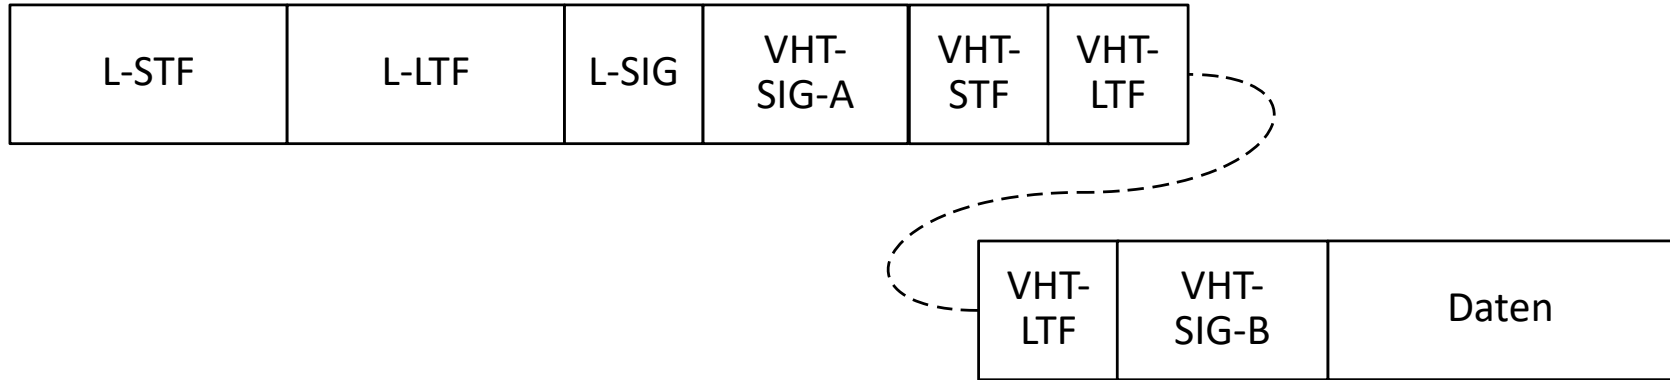 L-STF
L-LTF
L-SIG
VHT-
SIG-A
VHT-
STF
VHT-
LTF
VHT-
LTF
VHT-
SIG-B
Daten